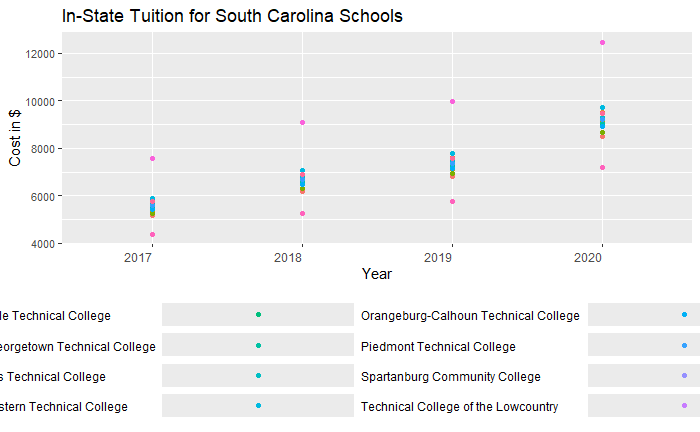 In-State Tuition for South Carolina Schools
12000
10000
8000
6000
4000
Cost in $
2017 2018 2019 2020
Year
le Technical College Orangeburg-Calhoun Technical College
eorgetown Technical College Piedmont Technical College
s Technical College Spartanburg Community College
stern Technical College Technical College of the Lowcountry